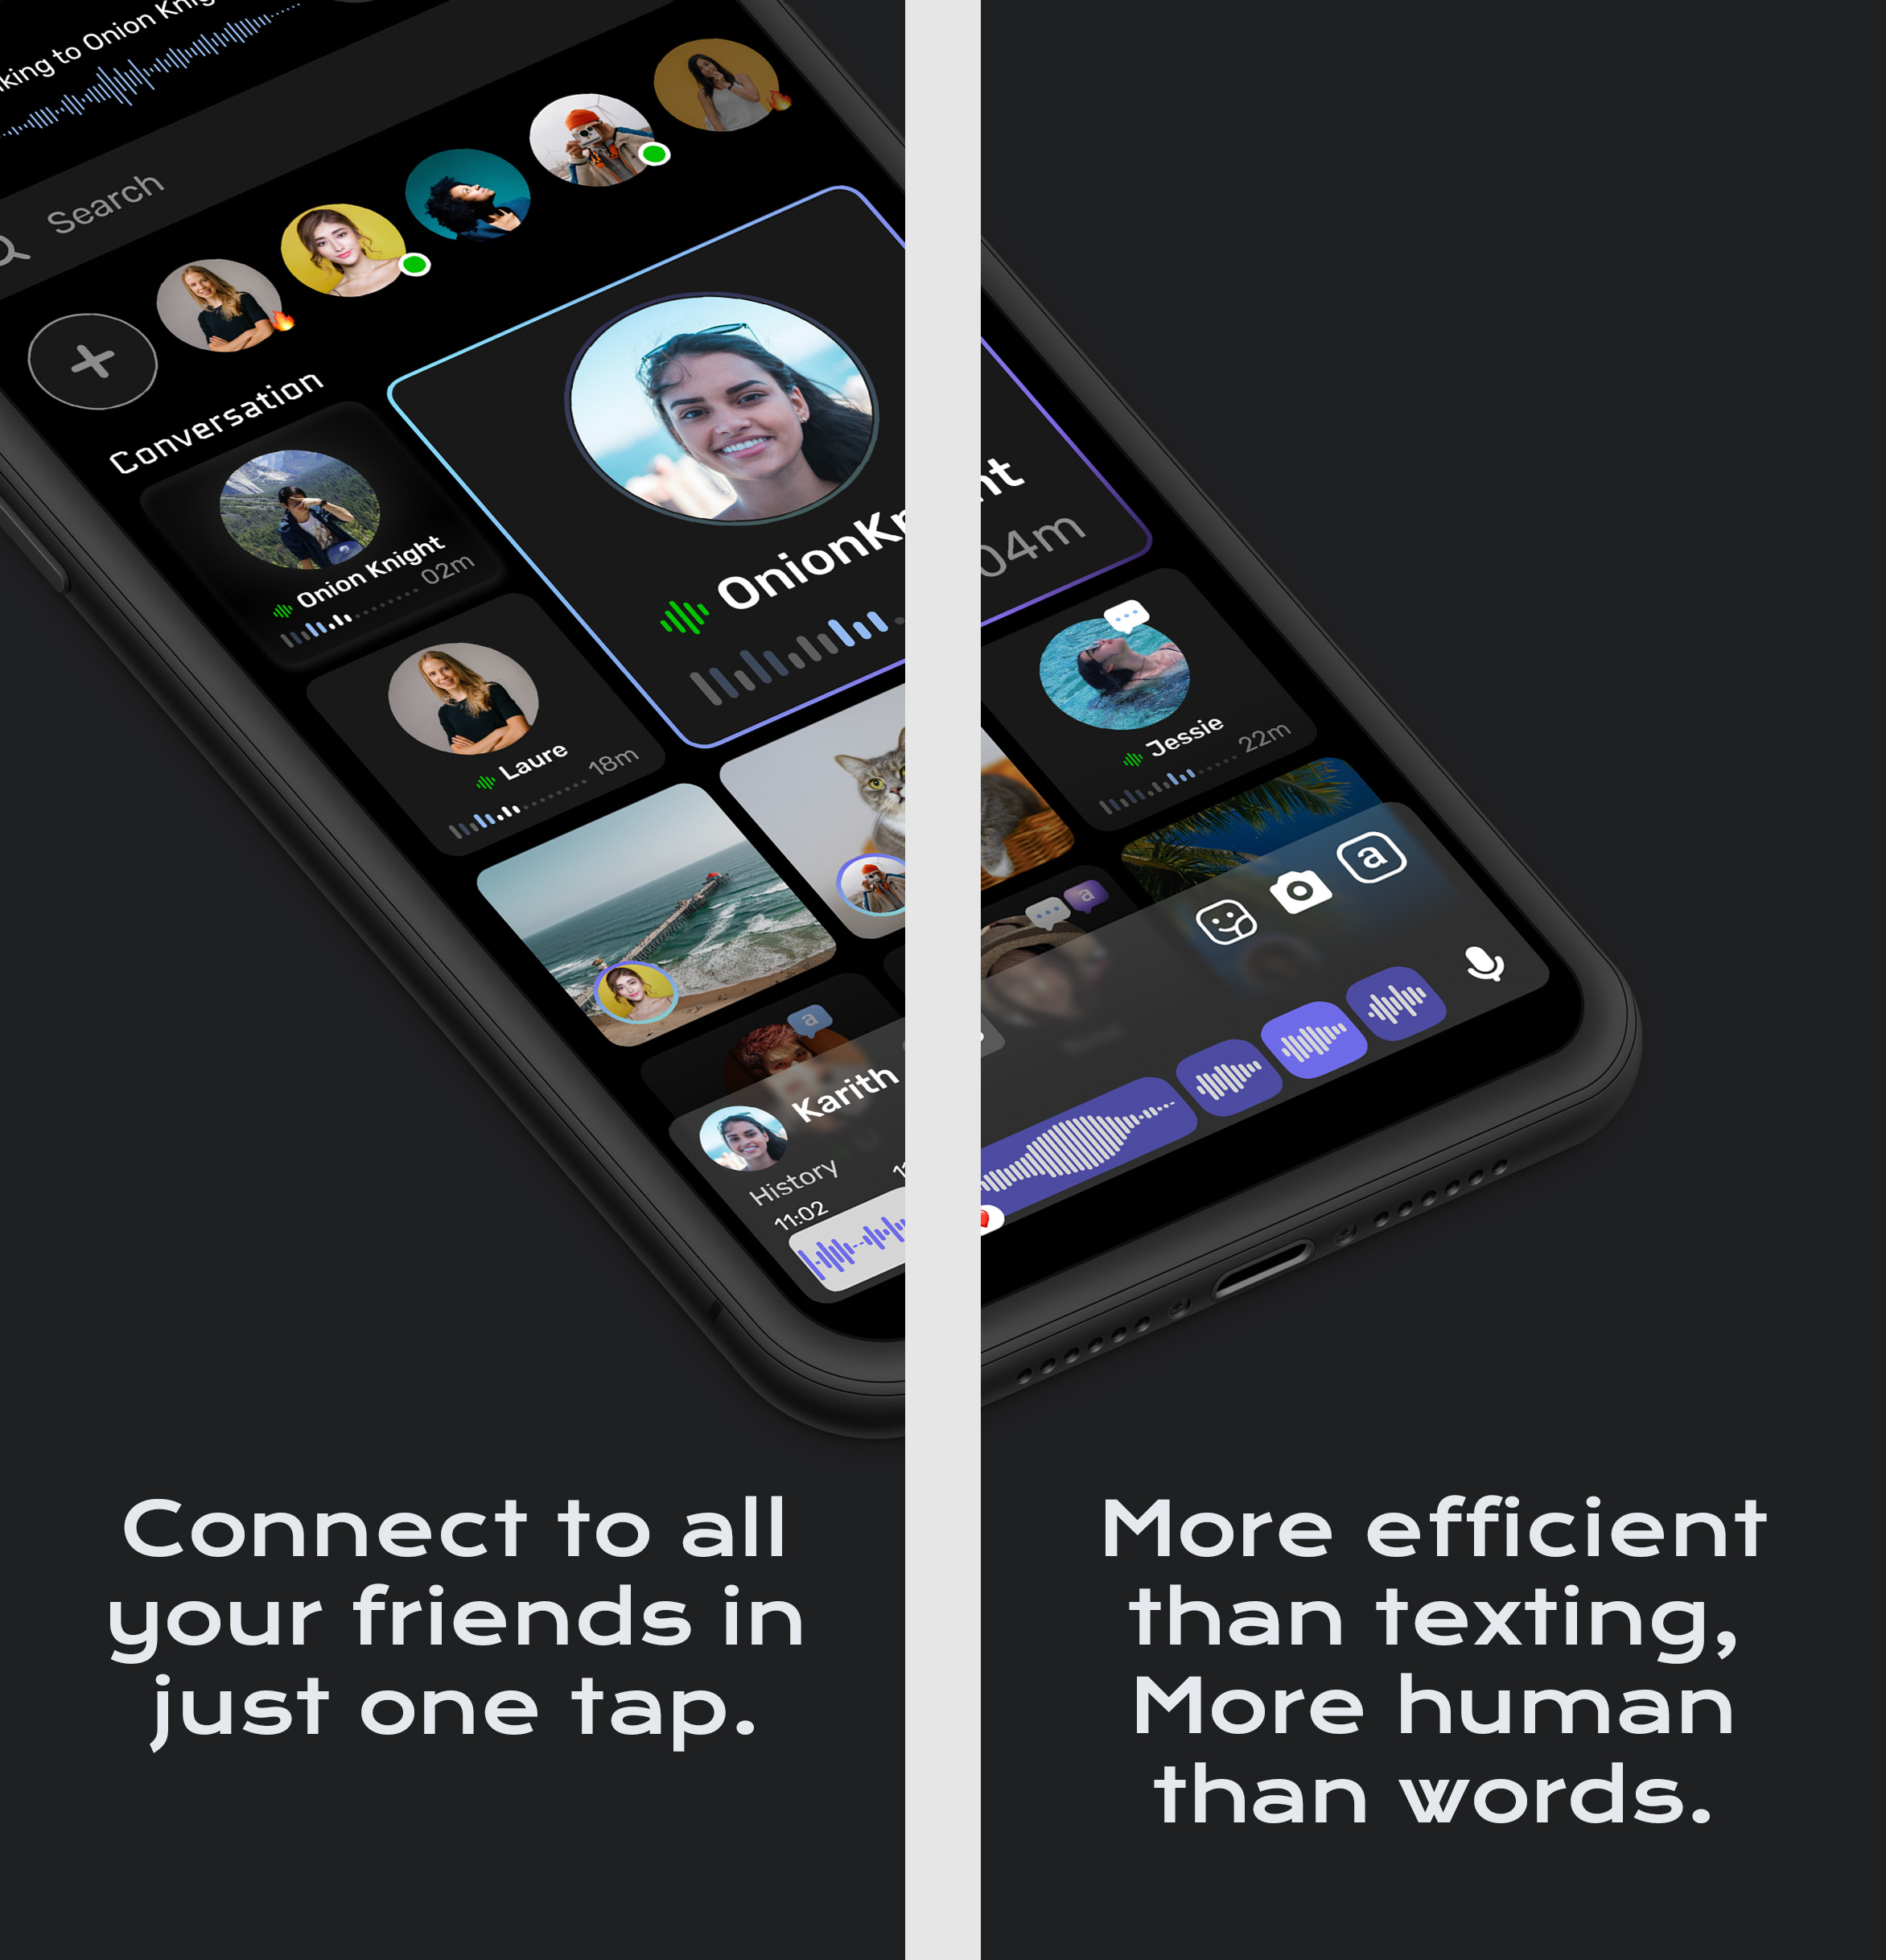 king to Onion Knig
Search
Conversation
Onion Knight
02m
OnionKn
Laure
18m
a
Karith
History
11:02
Connect to all
your friends in
just one tap.
ht
04m
Jessie
22m
a
a
More efficient
than texting,
More human
than words.